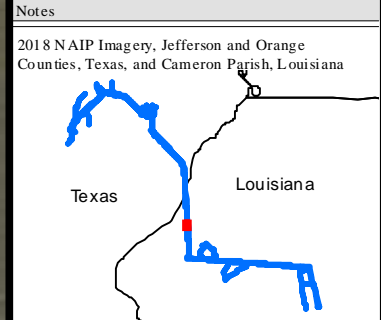 Notes
2018 NAIP Imagery, Jefferson and Orange
Counties, Texas, and Cameron Parish, Louisiana
Louisiana
Texas